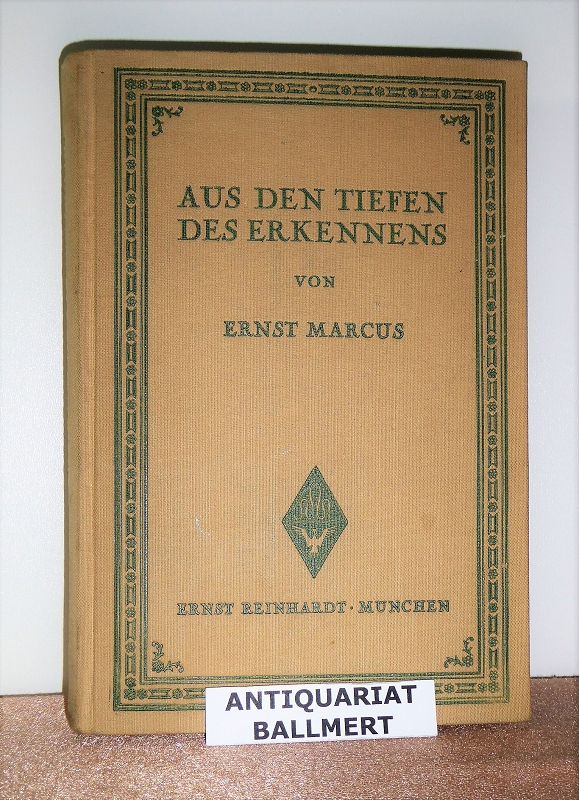 AUS DEN TIEFEN
DES ERKENNENS
VON
ERNST MARCUS
ERNST REINHARDT · MÜNCHEN
ANTIQUARIAT
BALLMERT